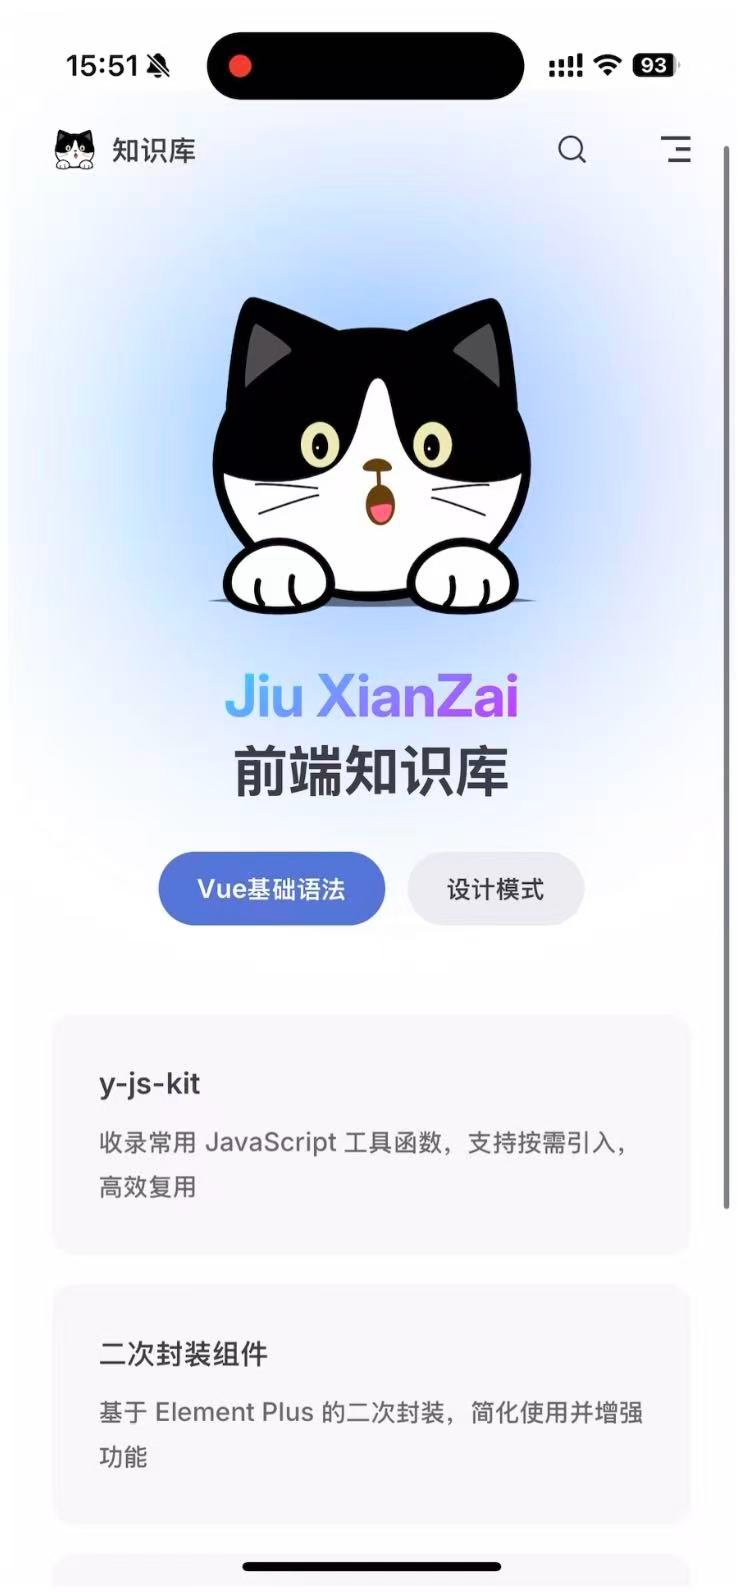 15:51
93
知识库
Jiu XianZai
前端知识库
Vue基础语法
设计模式
y-js-kit
收录常用 JavaScript 工具函数，支持按需引入，
高效复用
二次封装组件
基于 Element Plus 的二次封装，简化使用并增强
功能